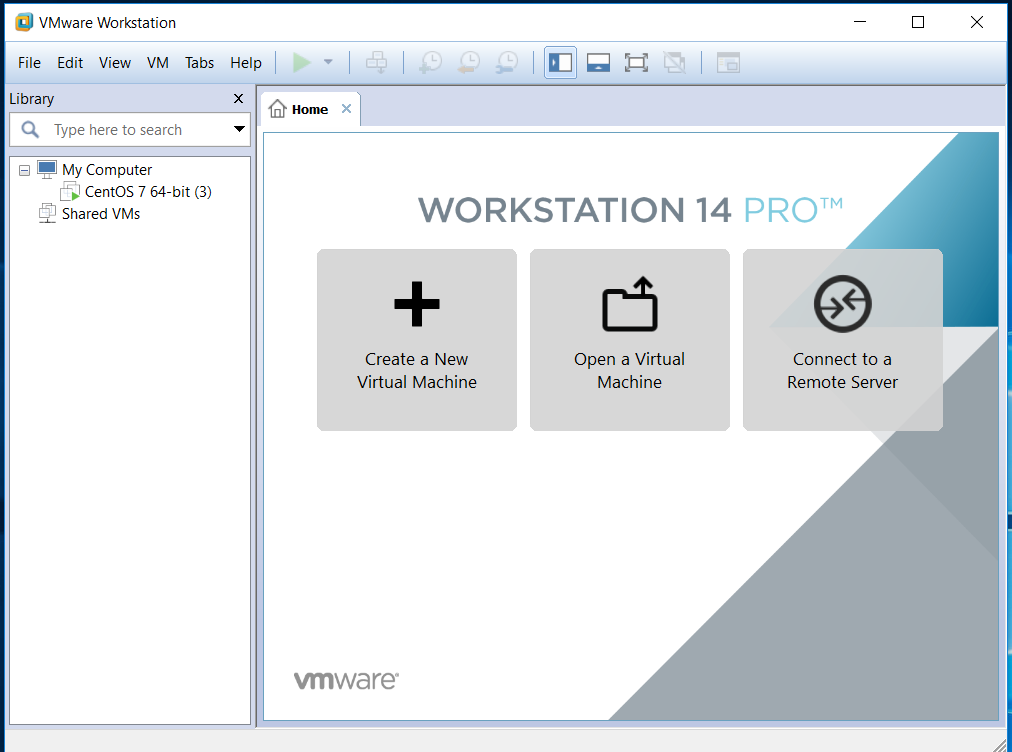 VMware Workstation
File Edit View VM Tabs Help
Library
Type here to search
My Computer
CentOS 7 64-bit (3)
Shared VMs
Home
WORKSTATION 14 PRO™
Create a New
Virtual Machine
Open a Virtual
Machine
Connect to a
Remote Server
vmware®